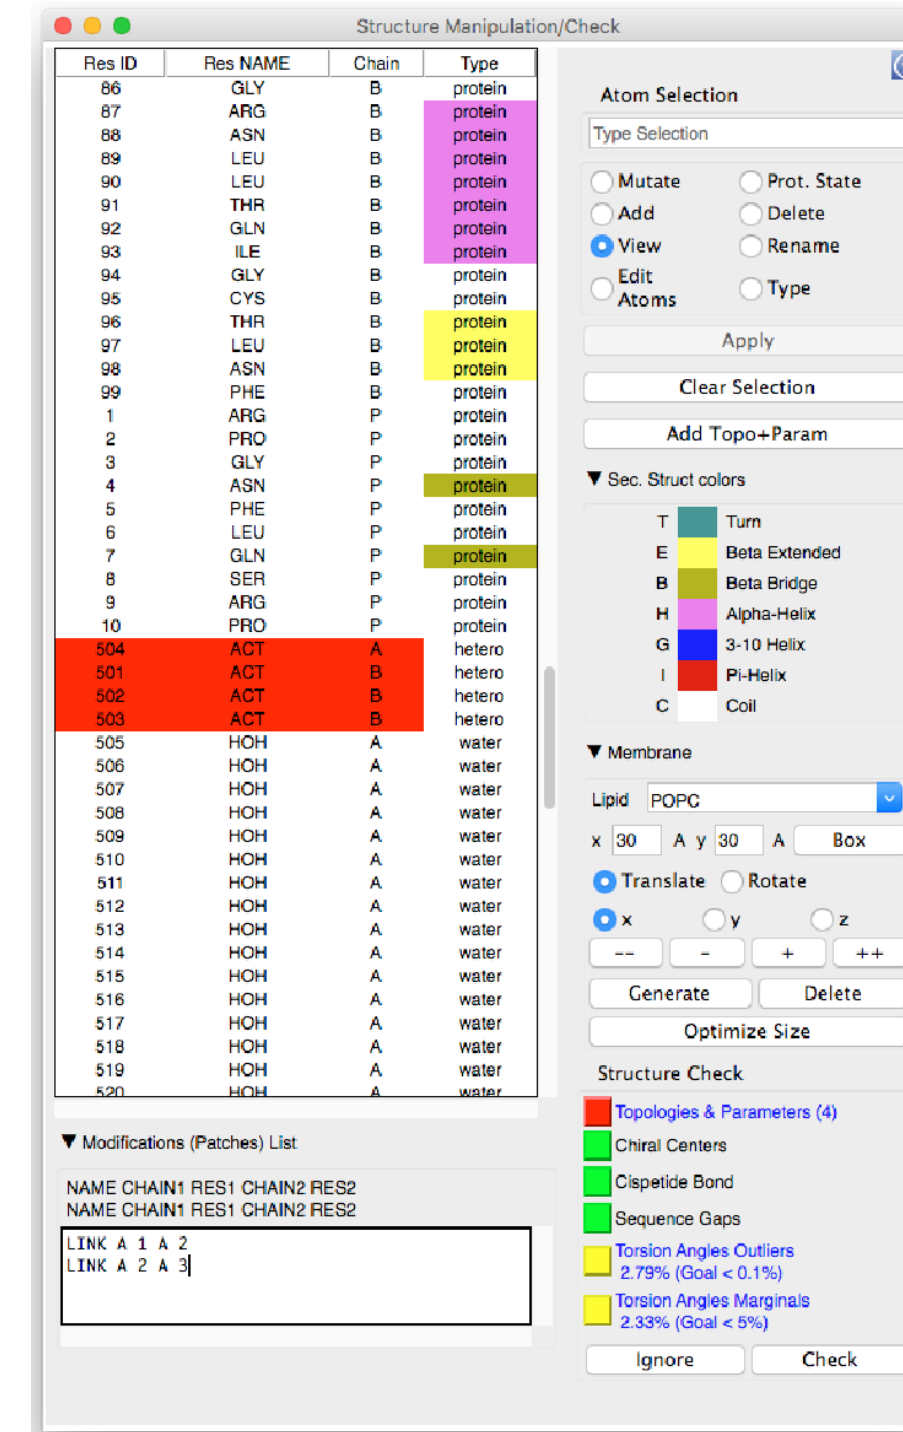 Structure Manipulation/Check
Res ID Res NAME Chain Type
86 GLY B protein
87 ARG B protein
88 ASN B protein
89 LEU B protein
90 LEU B protein
91 THR B protein
92 GLN B protein
93 ILE B protein
94 GLY B protein
95 CYS B protein
96 THR B protein
97 LEU B protein
98 ASN B protein
99 PHE B protein
1 ARG P protein
2 PRO P protein
3 GLY P protein
4 ASN P protein
5 PHE P protein
6 LEU P protein
7 GLN P protein
8 SER P protein
9 ARG P protein
10 PRO P protein
504 ACT A hetero
501 ACT B hetero
502 ACT B hetero
503 ACT B hetero
505 HOH A water
506 HOH A water
507 HOH A water
508 HOH A water
509 HOH A water
510 HOH A water
511 HOH A water
512 HOH A water
513 HOH A water
514 HOH A water
515 HOH A water
516 HOH A water
517 HOH A water
518 HOH A water
519 HOH A water
520 HOH A water
▼ Modifications (Patches) List
NAME CHAIN1 RES1 CHAIN2 RES2
NAME CHAIN1 RES1 CHAIN2 RES2
LINK A 1 A 2
LINK A 2 A 3
Atom Selection
Type Selection
Mutate Prot. State
Add Delete
View Rename
Edit Atoms Type
Apply
Clear Selection
Add Topo+Param
▼ Sec. Struct colors
T Turn
E Beta Extended
B Beta Bridge
H Alpha-Helix
G 3-10 Helix
I Pi-Helix
C Coil
▼ Membrane
Lipid POPC
x 30 A y 30 A Box
Translate Rotate
x y z
-- - + ++
Generate Delete
Optimize Size
Structure Check
Topologies & Parameters (4)
Chiral Centers
Cispetide Bond
Sequence Gaps
Torsion Angles Outliers
2.79% (Goal < 0.1%)
Torsion Angles Marginals
2.33% (Goal < 5%)
Ignore Check